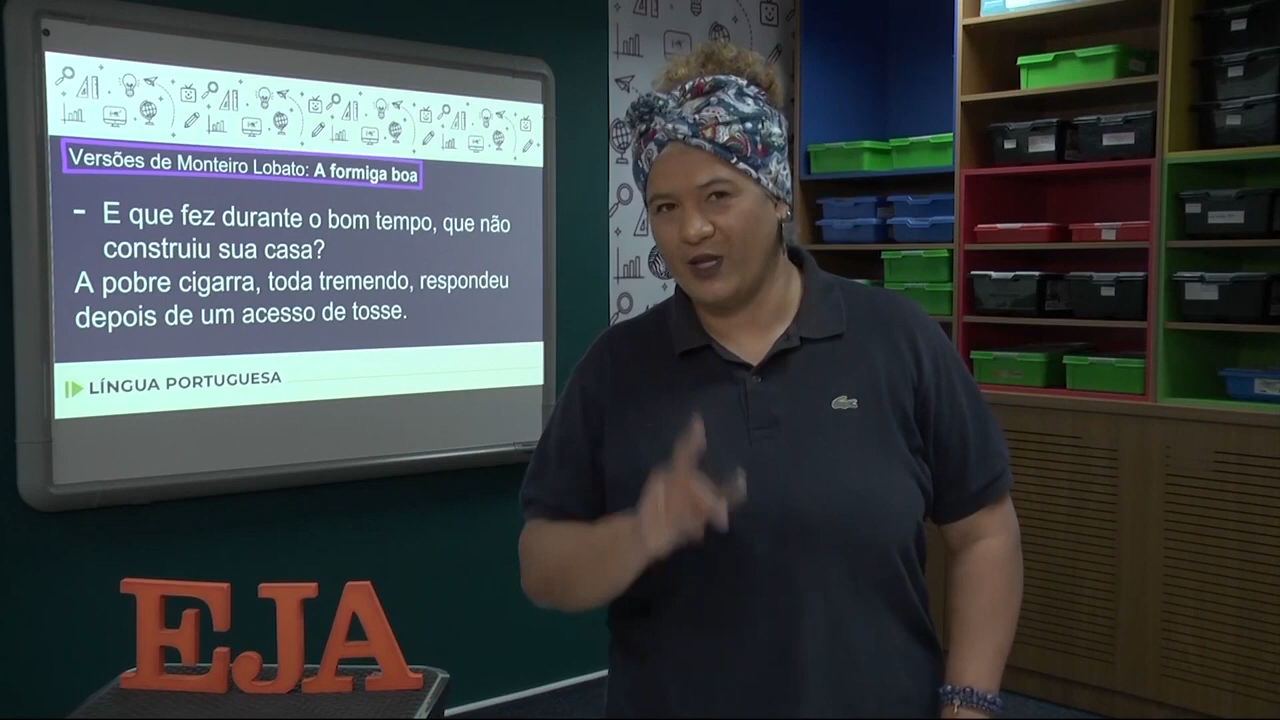 Versões de Monteiro Lobato: A formiga boa
- E que fez durante o bom tempo, que não
construiu sua casa?
A pobre cigarra, toda tremendo, respondeu
depois de um acesso de tosse.
LÍNGUA PORTUGUESA
EJA